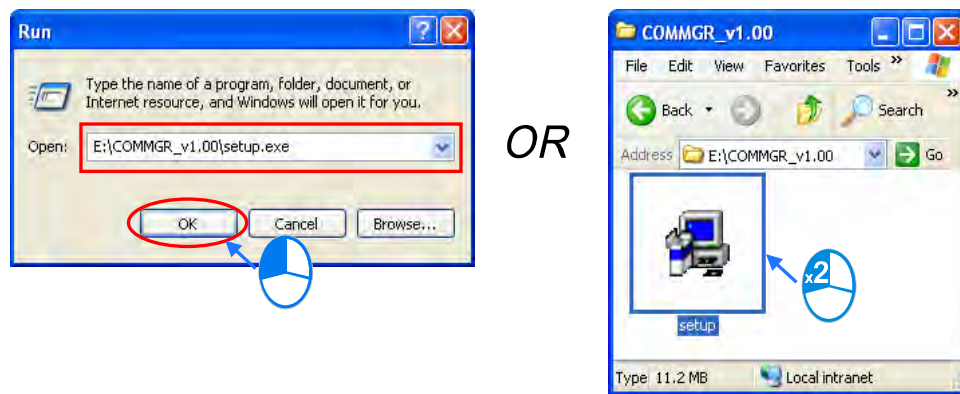 Run
Type the name of a program, folder, document, or
Internet resource, and Windows will open it for you.
Open: E:\COMMGR_v1.00\setup.exe
OK Cancel Browse...
OR
COMMGR_v1.00
File Edit View Favorites Tools »
Back Search »
Address E:\COMMGR_v1.00 Go
x2
setup
Type 11.2 MB Local intranet